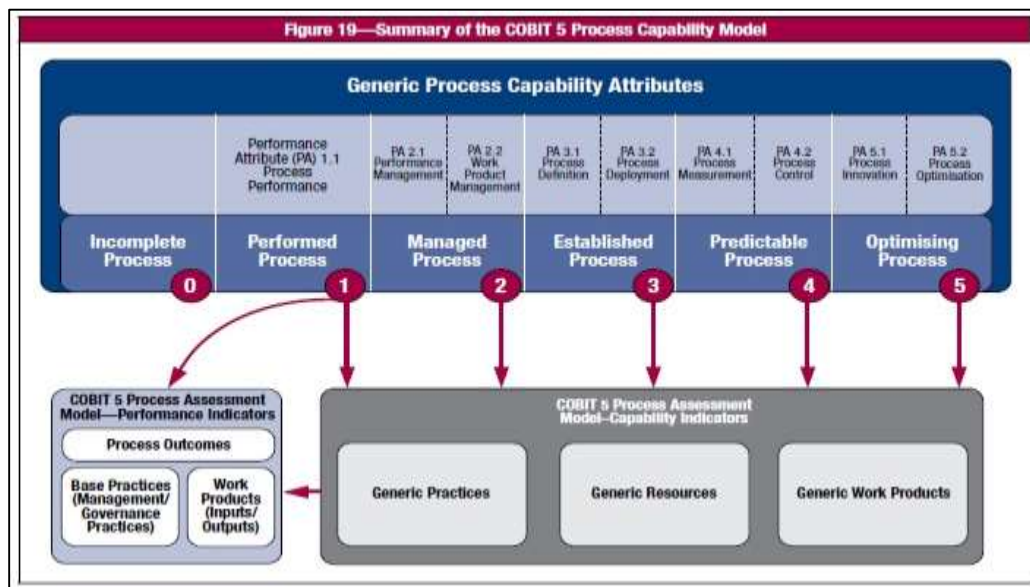 Figure 19—Summary of the COBIT 5 Process Capability Model
Generic Process Capability Attributes
Performance
Attribute (PA) 1.1
Process
Performance
PA 2.1
Performance
Management
PA 2.2
Work
Product
Management
PA 3.1
Process
Definition
PA 3.2
Process
Deployment
PA 4.1
Process
Measurement
PA 4.2
Process
Control
PA 5.1
Process
Innovation
PA 5.2
Process
Optimisation
Incomplete
Process
0
Performed
Process
1
Managed
Process
2
Established
Process
3
Predictable
Process
4
Optimising
Process
5
COBIT 5 Process Assessment
Model—Performance Indicators
Process Outcomes
Base Practices
(Management/
Governance
Practices)
Work
Products
(Inputs/
Outputs)
COBIT 5 Process Assessment
Model–Capability Indicators
Generic Practices
Generic Resources
Generic Work Products